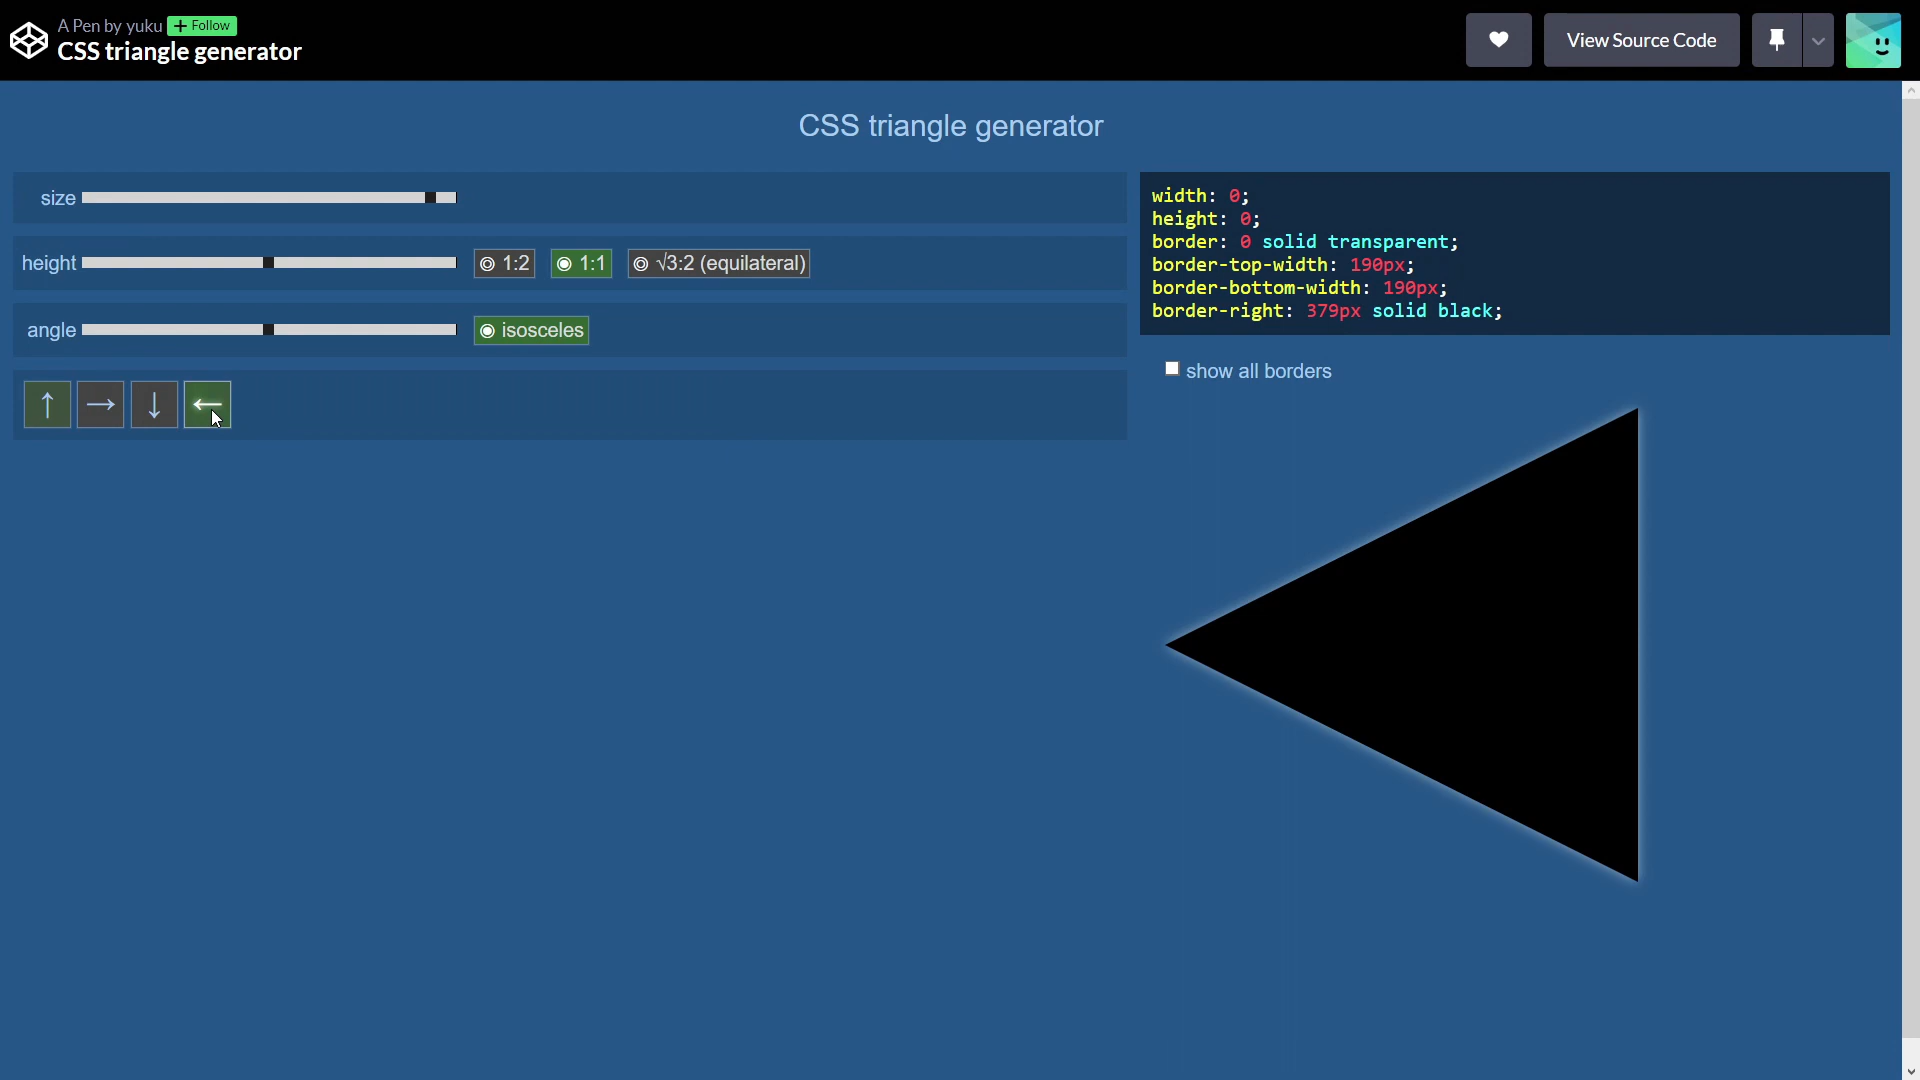 A Pen by yuku + Follow
CSS triangle generator
View Source Code
CSS triangle generator
size
height 1:2 1:1 √3:2 (equilateral)
angle isosceles
↑ → ↓ ←
width: 0;
height: 0;
border: 0 solid transparent;
border-top-width: 190px;
border-bottom-width: 190px;
border-right: 379px solid black;
show all borders